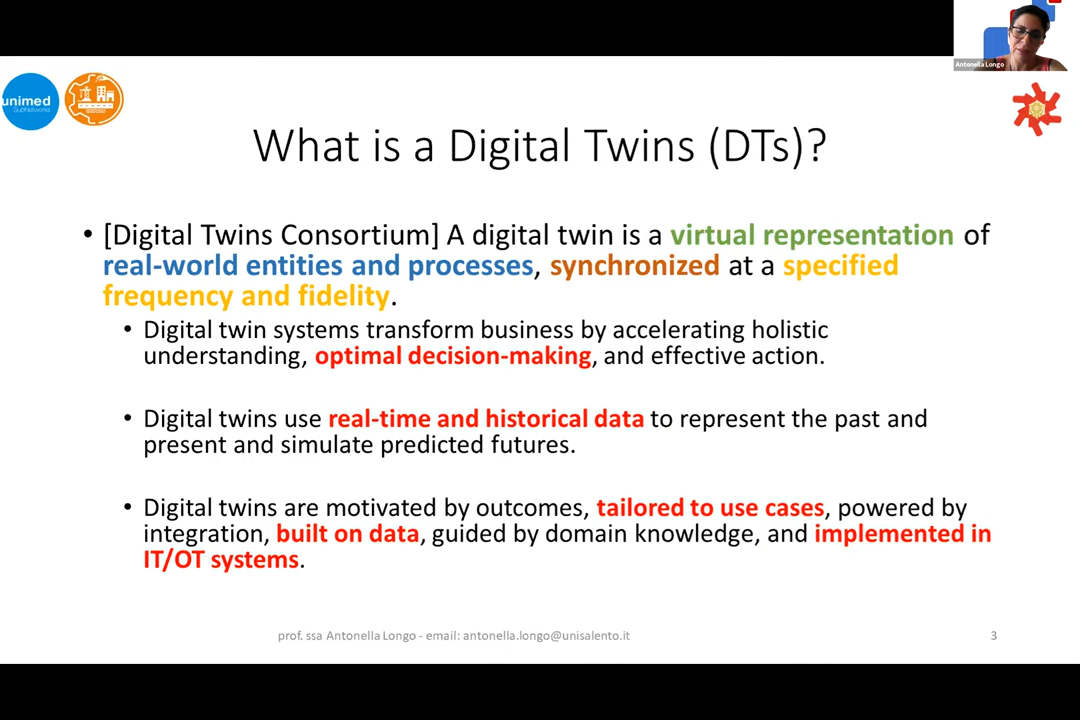 Antonella Longo
unimed
SubNetworks
What is a Digital Twins (DTs)?
• [Digital Twins Consortium] A digital twin is a virtual representation of
real-world entities and processes, synchronized at a specified
frequency and fidelity.
• Digital twin systems transform business by accelerating holistic
understanding, optimal decision-making, and effective action.
• Digital twins use real-time and historical data to represent the past and
present and simulate predicted futures.
• Digital twins are motivated by outcomes, tailored to use cases, powered by
integration, built on data, guided by domain knowledge, and implemented in
IT/OT systems.
prof. ssa Antonella Longo - email: antonella.longo@unisalento.it
3